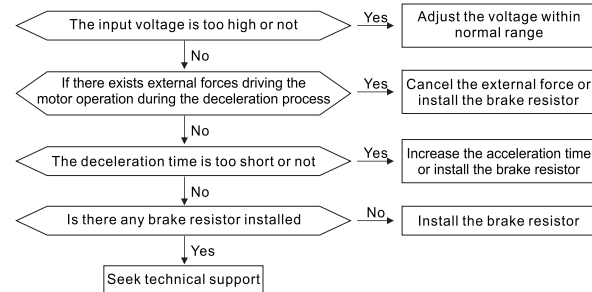 The input voltage is too high or not
Yes
Adjust the voltage within
normal range
No
If there exists external forces driving the
motor operation during the deceleration process
Yes
Cancel the external force or
install the brake resistor
No
The deceleration time is too short or not
Yes
Increase the acceleration time
or install the brake resistor
No
Is there any brake resistor installed
No
Install the brake resistor
Yes
Seek technical support